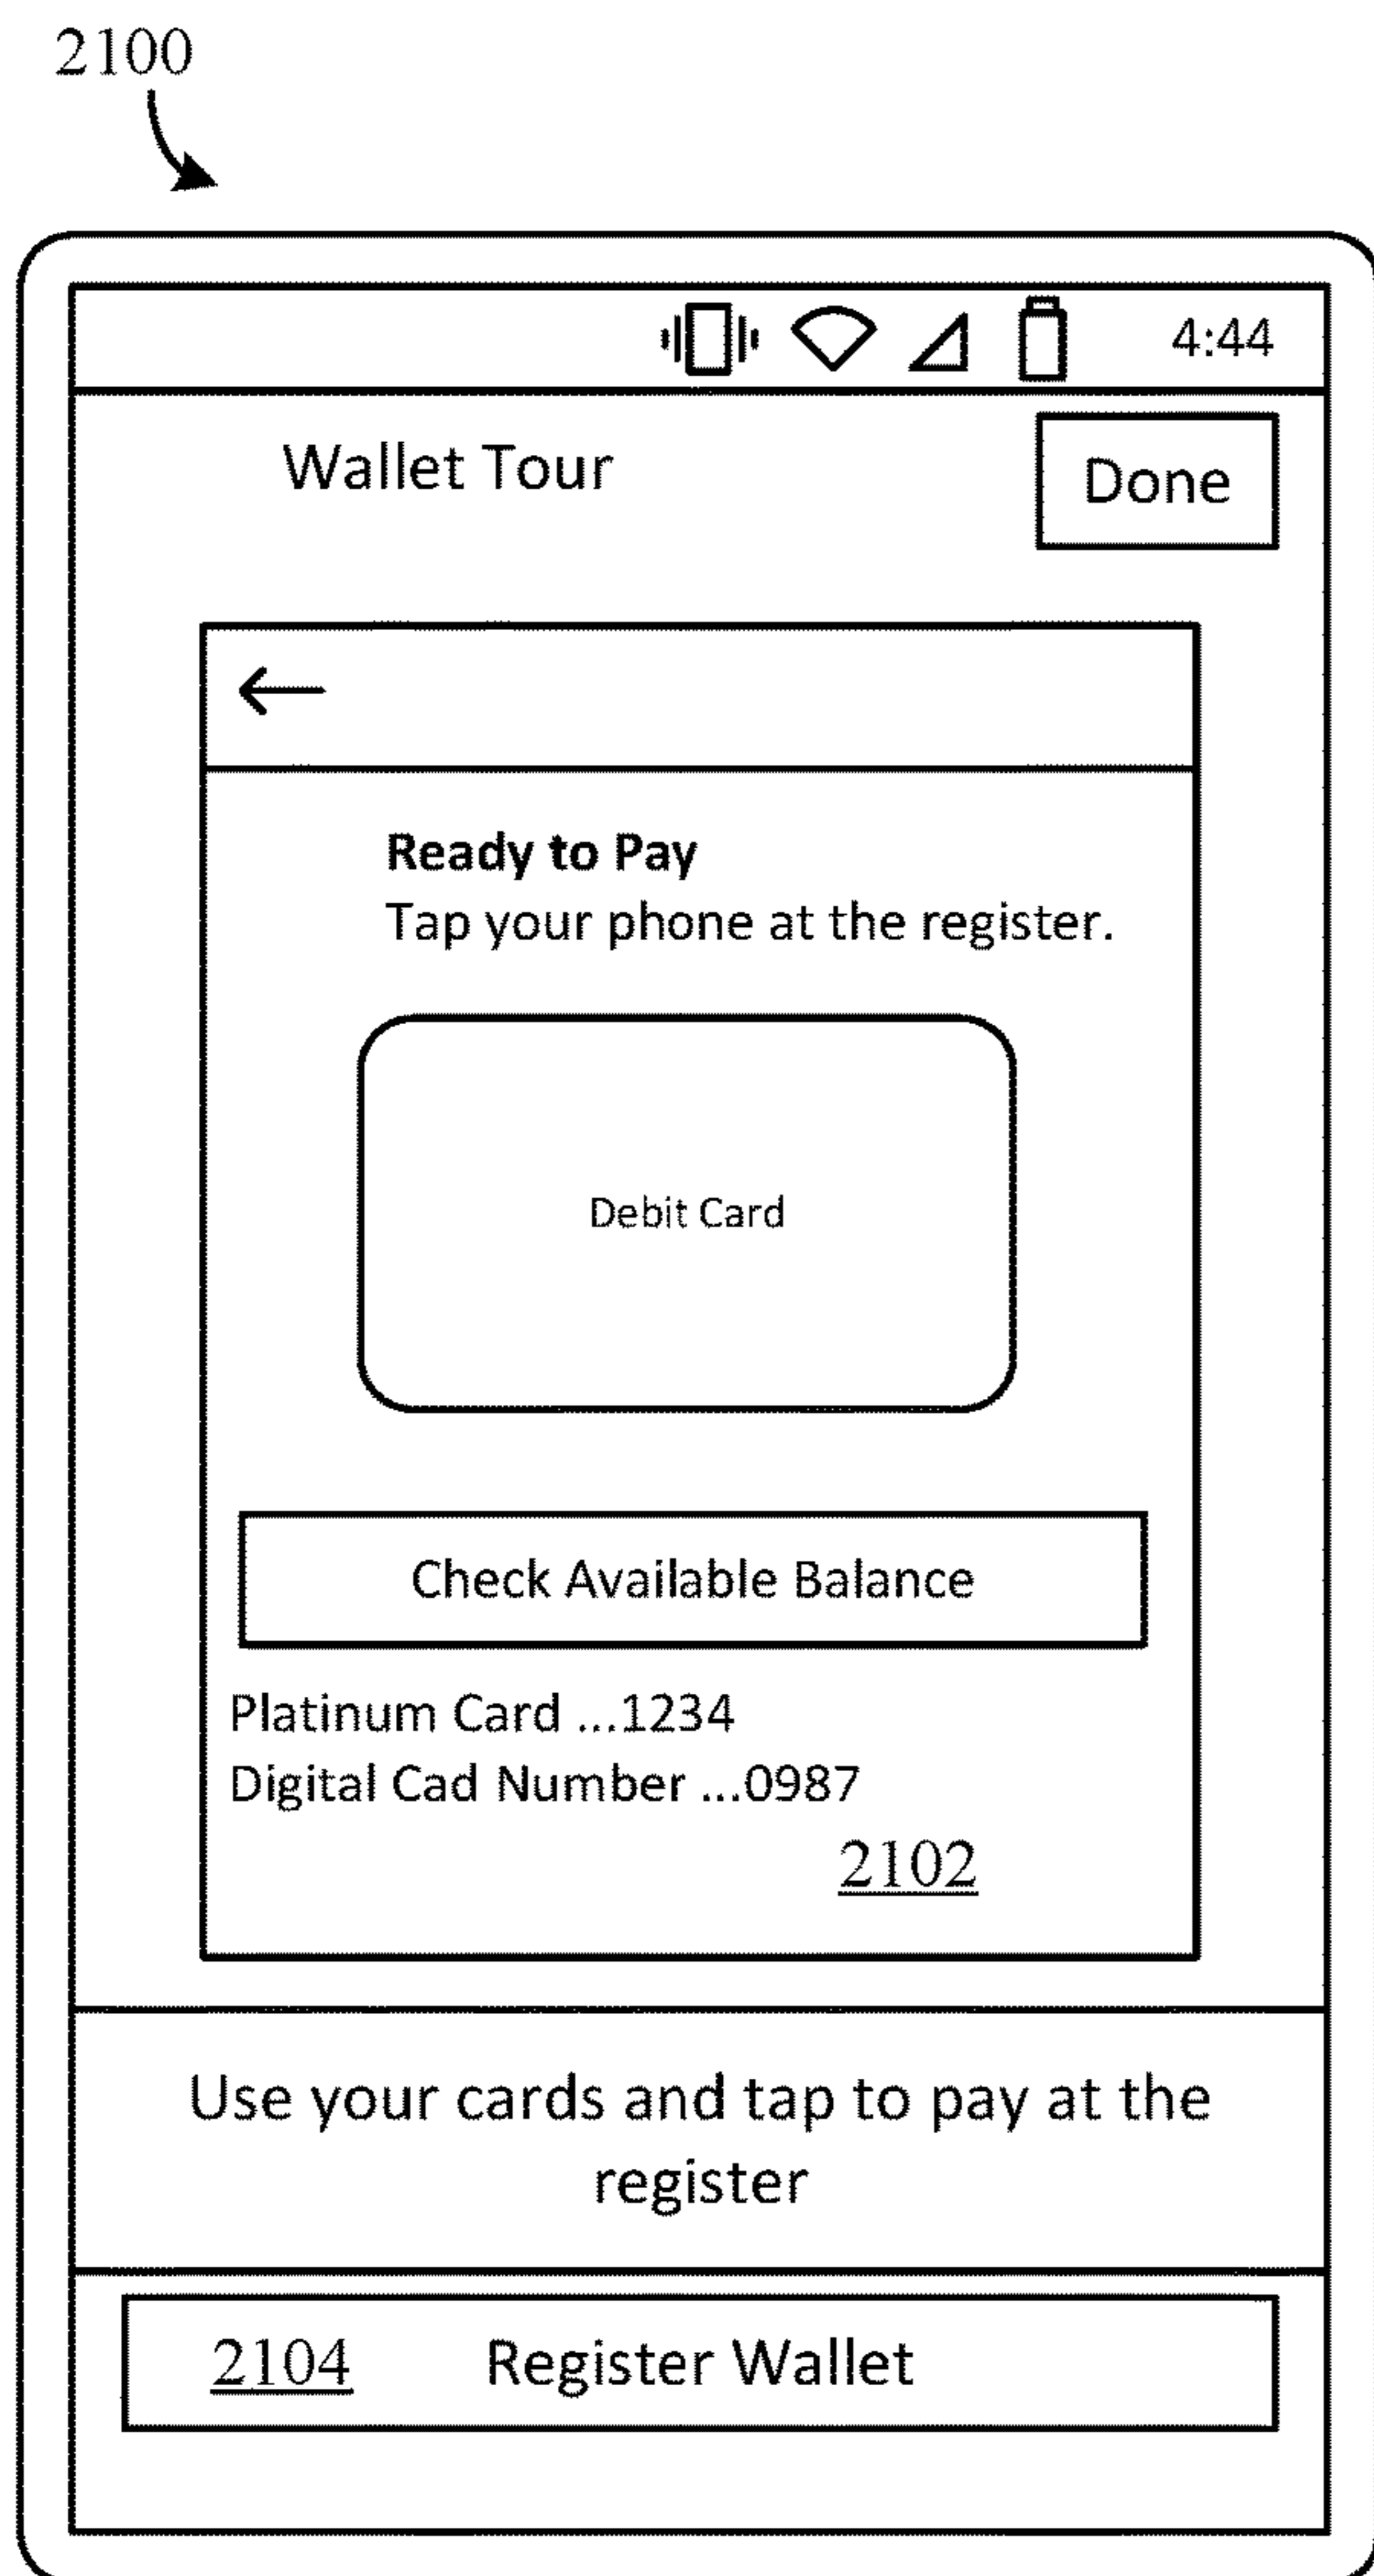 2100
4:44
Wallet Tour
Done
Ready to Pay
Tap your phone at the register.
Debit Card
Check Available Balance
Platinum Card ...1234
Digital Cad Number ...0987
2102
Use your cards and tap to pay at the
register
2104 Register Wallet